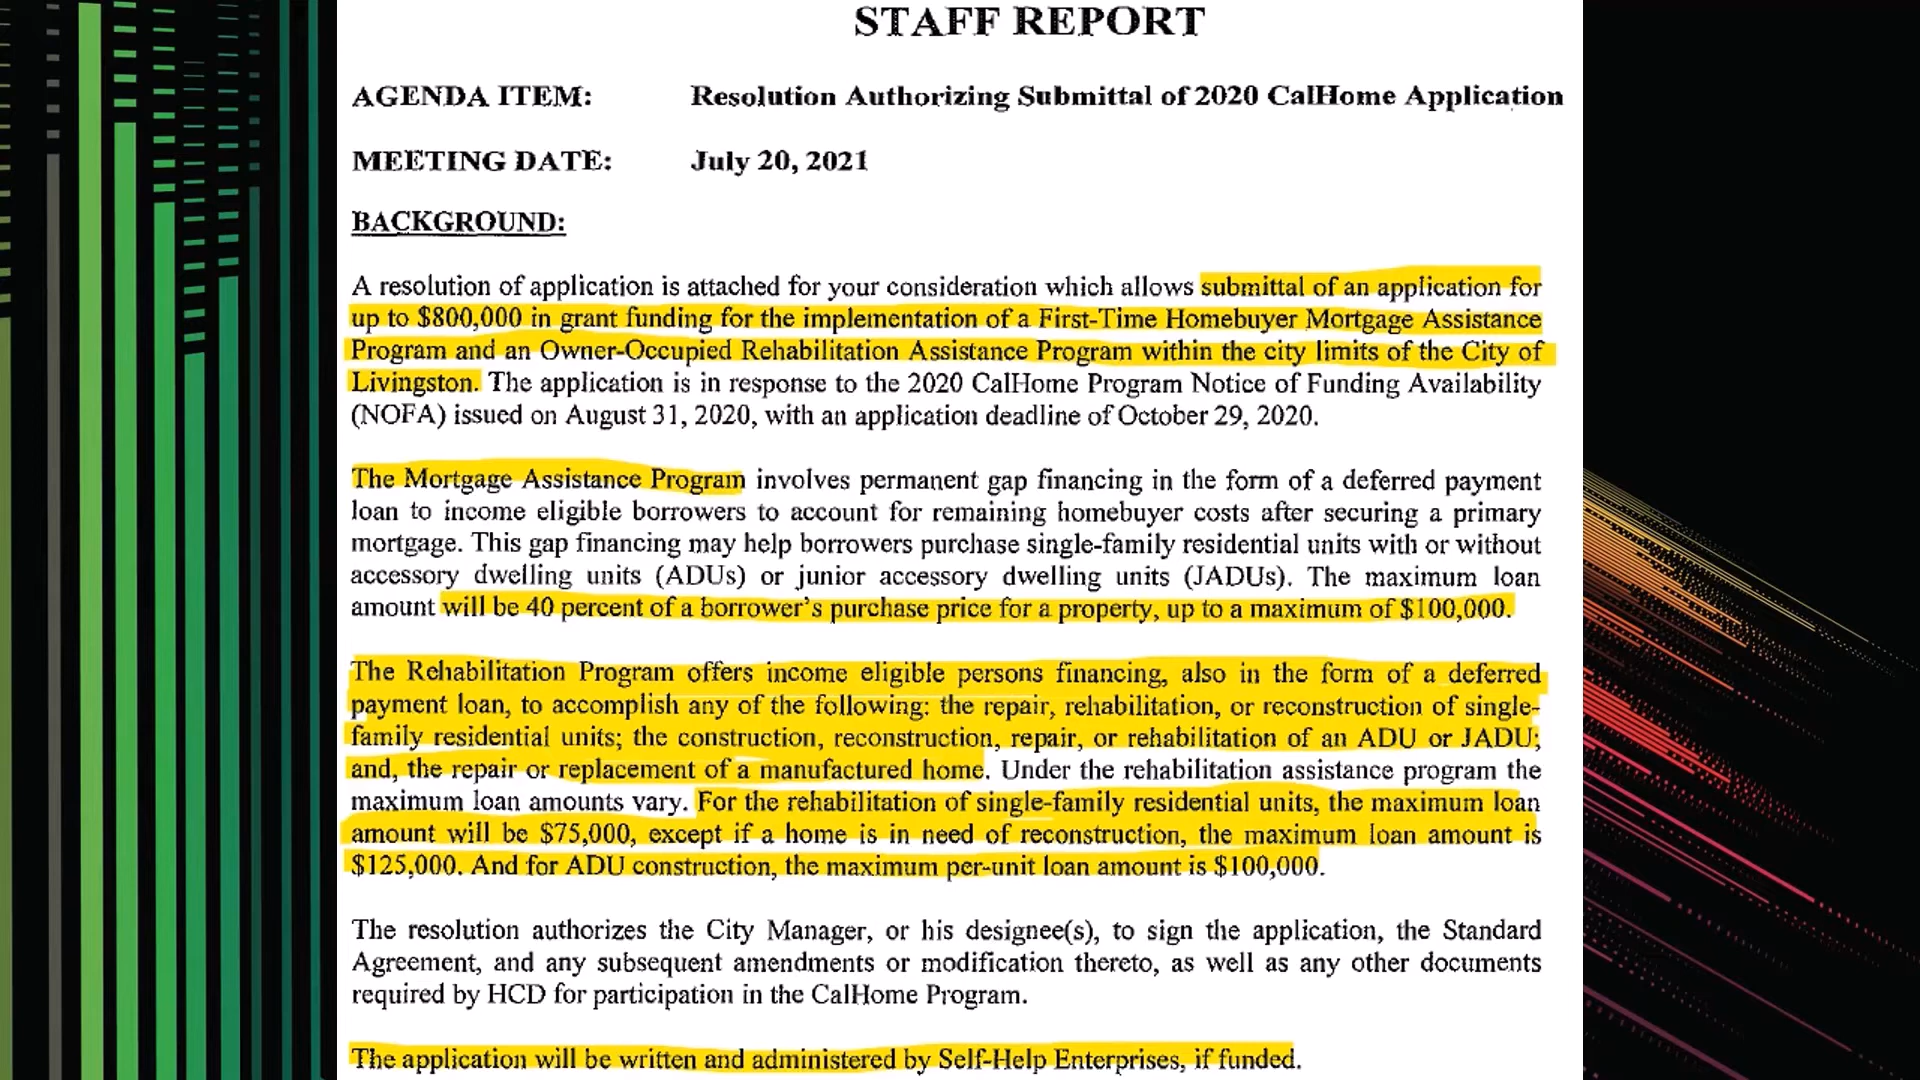 STAFF REPORT
AGENDA ITEM: Resolution Authorizing Submittal of 2020 CalHome Application
MEETING DATE: July 20, 2021
BACKGROUND:
A resolution of application is attached for your consideration which allows submittal of an application for
up to $800,000 in grant funding for the implementation of a First-Time Homebuyer Mortgage Assistance
Program and an Owner-Occupied Rehabilitation Assistance Program within the city limits of the City of
Livingston. The application is in response to the 2020 CalHome Program Notice of Funding Availability
(NOFA) issued on August 31, 2020, with an application deadline of October 29, 2020.
The Mortgage Assistance Program involves permanent gap financing in the form of a deferred payment
loan to income eligible borrowers to account for remaining homebuyer costs after securing a primary
mortgage. This gap financing may help borrowers purchase single-family residential units with or without
accessory dwelling units (ADUs) or junior accessory dwelling units (JADUs). The maximum loan
amount will be 40 percent of a borrower's purchase price for a property, up to a maximum of $100,000.
The Rehabilitation Program offers income eligible persons financing, also in the form of a deferred
payment loan, to accomplish any of the following: the repair, rehabilitation, or reconstruction of single-
family residential units; the construction, reconstruction, repair, or rehabilitation of an ADU or JADU;
and, the repair or replacement of a manufactured home. Under the rehabilitation assistance program the
maximum loan amounts vary. For the rehabilitation of single-family residential units, the maximum loan
amount will be $75,000, except if a home is in need of reconstruction, the maximum loan amount is
$125,000. And for ADU construction, the maximum per-unit loan amount is $100,000.
The resolution authorizes the City Manager, or his designee(s), to sign the application, the Standard
Agreement, and any subsequent amendments or modification thereto, as well as any other documents
required by HCD for participation in the CalHome Program.
The application will be written and administered by Self-Help Enterprises, if funded.